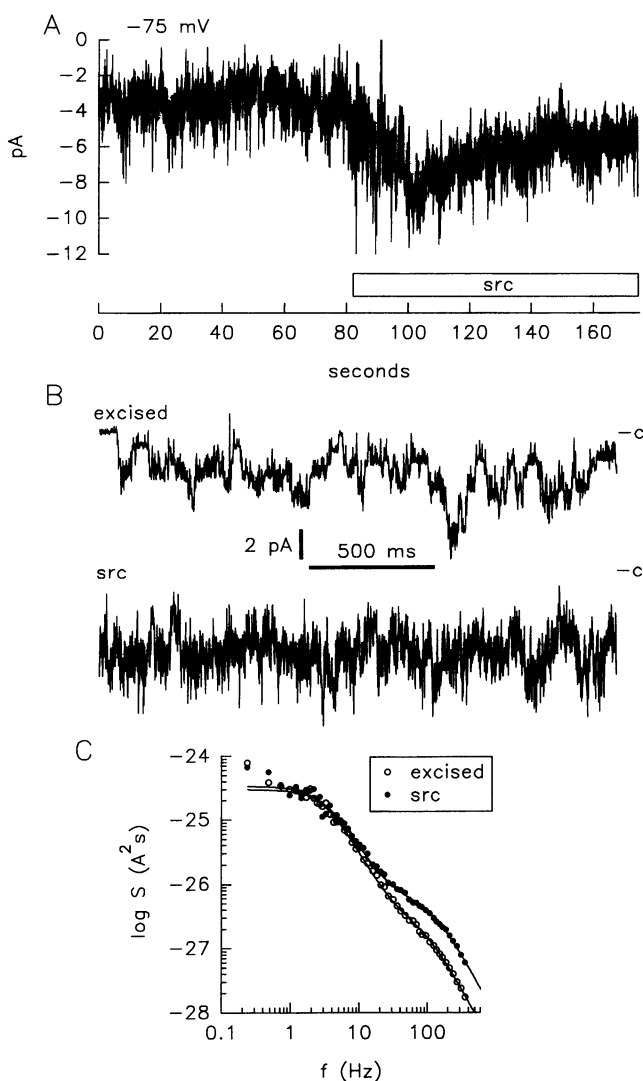 A
-75 mV
0
-2
-4
-6
-8
-10
-12
pA
src
0 20 40 60 80 100 120 140 160
seconds
B
excised
-c
2 pA
500 ms
src
-c
C
-24
-25
-26
-27
-28
log S (A²s)
excised
src
0.1 1 10 100
f (Hz)